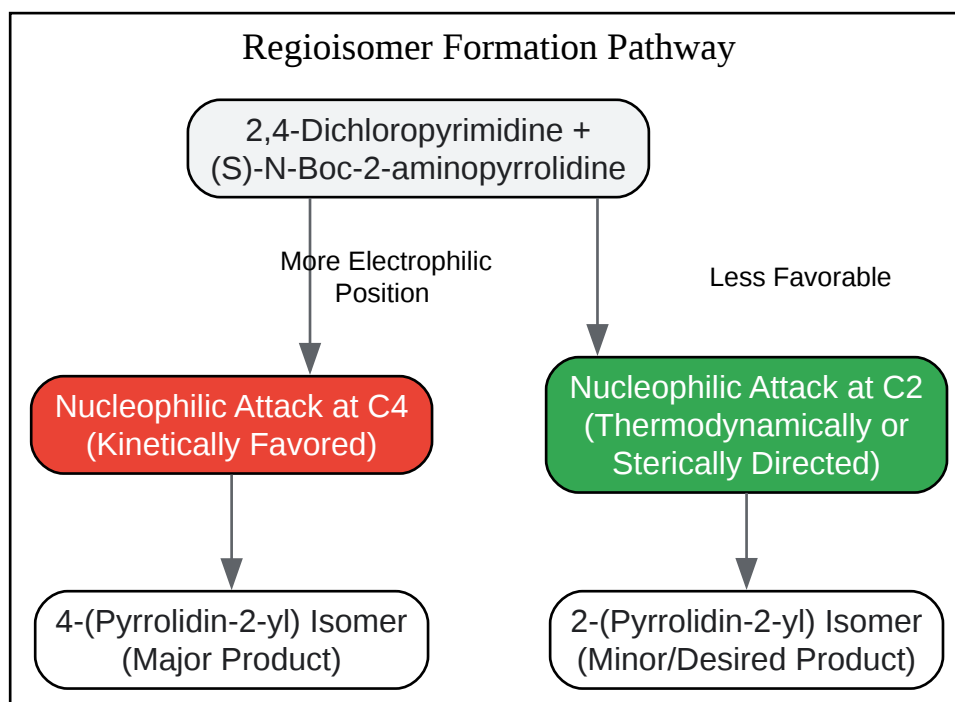 Regioisomer Formation Pathway
2,4-Dichloropyrimidine +
(S)-N-Boc-2-aminopyrrolidine
More Electrophilic
Position
Less Favorable
Nucleophilic Attack at C4
(Kinetically Favored)
Nucleophilic Attack at C2
(Thermodynamically or
Sterically Directed)
4-(Pyrrolidin-2-yl) Isomer
(Major Product)
2-(Pyrrolidin-2-yl) Isomer
(Minor/Desired Product)